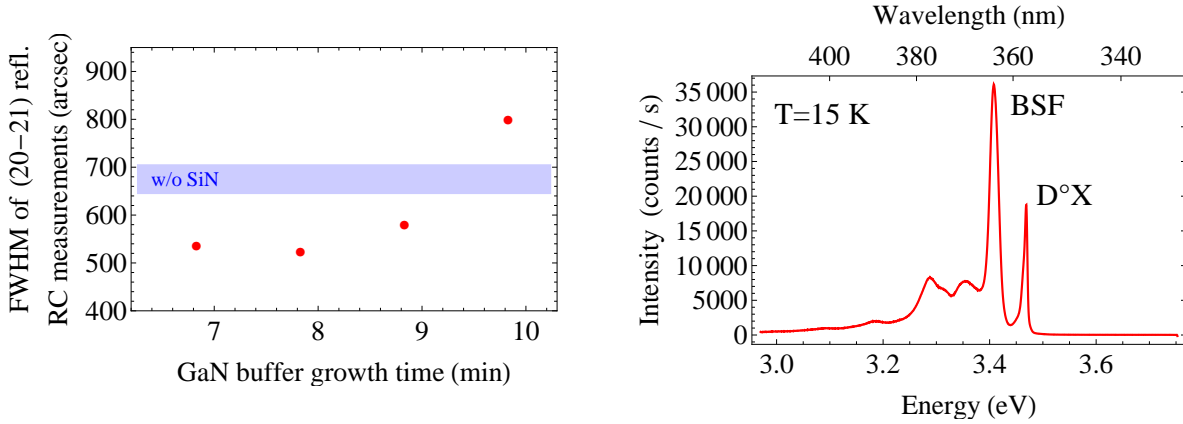 FWHM of (20−21) refl.
RC measurements (arcsec)
900
800
700
600
500
400
w/o SiN
7 8 9 10
GaN buffer growth time (min)
Wavelength (nm)
400 380 360 340
Intensity (counts / s)
35 000
30 000
25 000
20 000
15 000
10 000
5000
0
T=15 K
BSF
D°X
3.0 3.2 3.4 3.6
Energy (eV)